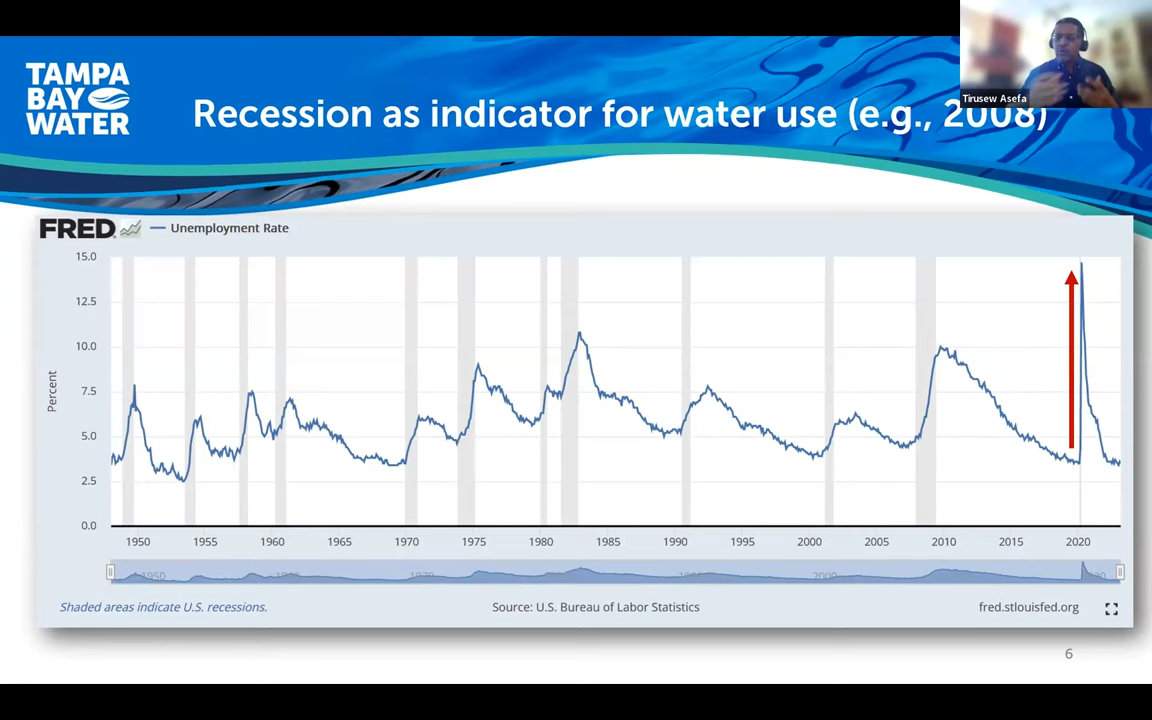 TAMPA
BAY
WATER
Recession as indicator for water use (e.g., 2008)
Tirusew Asefa
FRED
Unemployment Rate
15.0
12.5
10.0
7.5
5.0
2.5
0.0
Percent
1950 1955 1960 1965 1970 1975 1980 1985 1990 1995 2000 2005 2010 2015 2020
1950 1970 2000
Shaded areas indicate U.S. recessions.
Source: U.S. Bureau of Labor Statistics
fred.stlouisfed.org
6